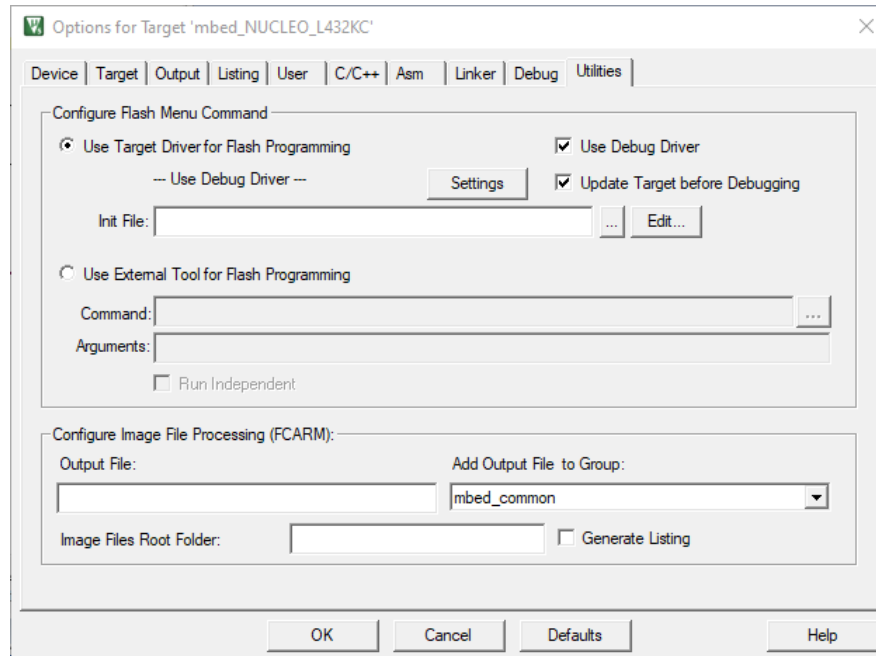 Options for Target 'mbed_NUCLEO_L432KC'
Device Target Output Listing User C/C++ Asm Linker Debug Utilities
Configure Flash Menu Command
Use Target Driver for Flash Programming
Use Debug Driver
--- Use Debug Driver ---
Settings
Update Target before Debugging
Init File:
...
Edit...
Use External Tool for Flash Programming
Command:
...
Arguments:
Run Independent
Configure Image File Processing (FCARM):
Output File:
Add Output File to Group:
mbed_common
Image Files Root Folder:
Generate Listing
OK Cancel Defaults Help